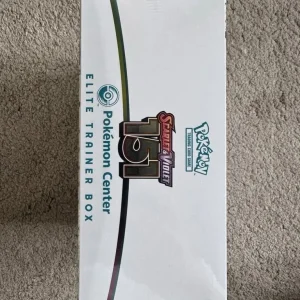 POKÉMON
TRADING CARD GAME
SCARLET & VIOLET
151
Pokémon Center
ELITE TRAINER BOX